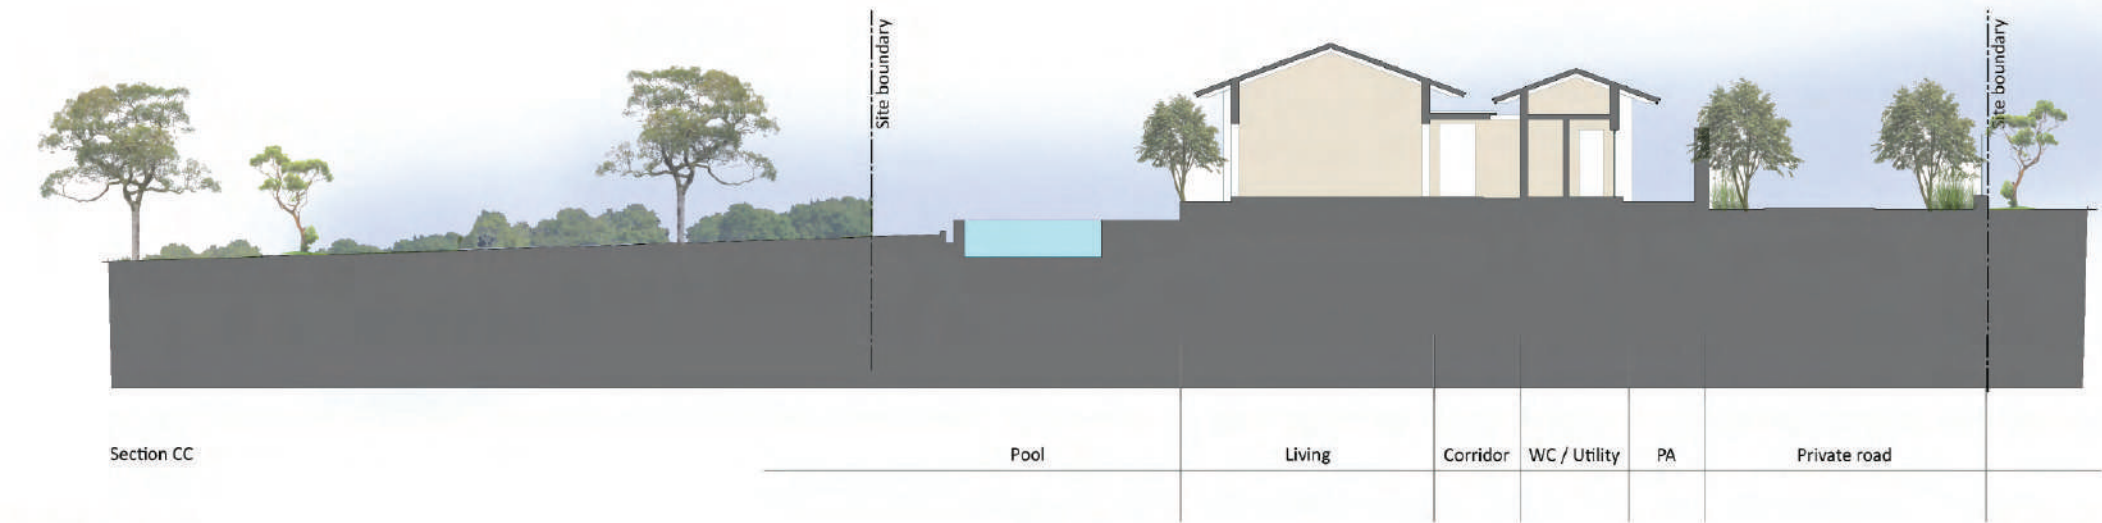 Site boundary
Site boundary
Section CC
Pool
Living
Corridor
WC / Utility
PA
Private road